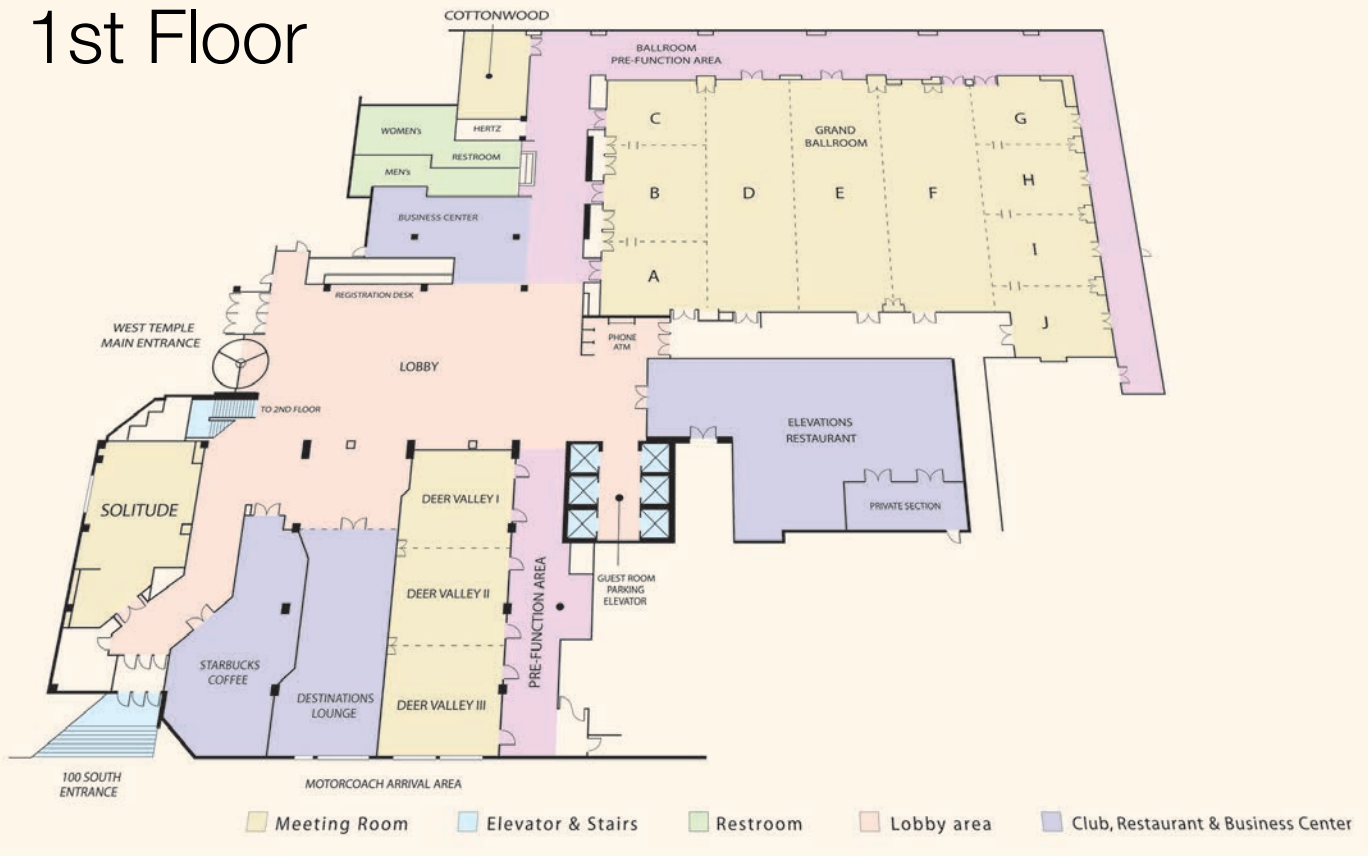 1st Floor
COTTONWOOD
BALLROOM
PRE-FUNCTION AREA
WOMEN's
HERTZ
RESTROOM
MEN's
BUSINESS CENTER
C
B
A
D
GRAND
BALLROOM
E
F
G
H
I
J
REGISTRATION DESK
WEST TEMPLE
MAIN ENTRANCE
PHONE
ATM
LOBBY
TO 2ND FLOOR
ELEVATIONS
RESTAURANT
PRIVATE SECTION
SOLITUDE
DEER VALLEY I
DEER VALLEY II
DEER VALLEY III
PRE-FUNCTION AREA
GUEST ROOM
PARKING
ELEVATOR
STARBUCKS
COFFEE
DESTINATIONS
LOUNGE
100 SOUTH
ENTRANCE
MOTORCOACH ARRIVAL AREA
Meeting Room
Elevator & Stairs
Restroom
Lobby area
Club, Restaurant & Business Center